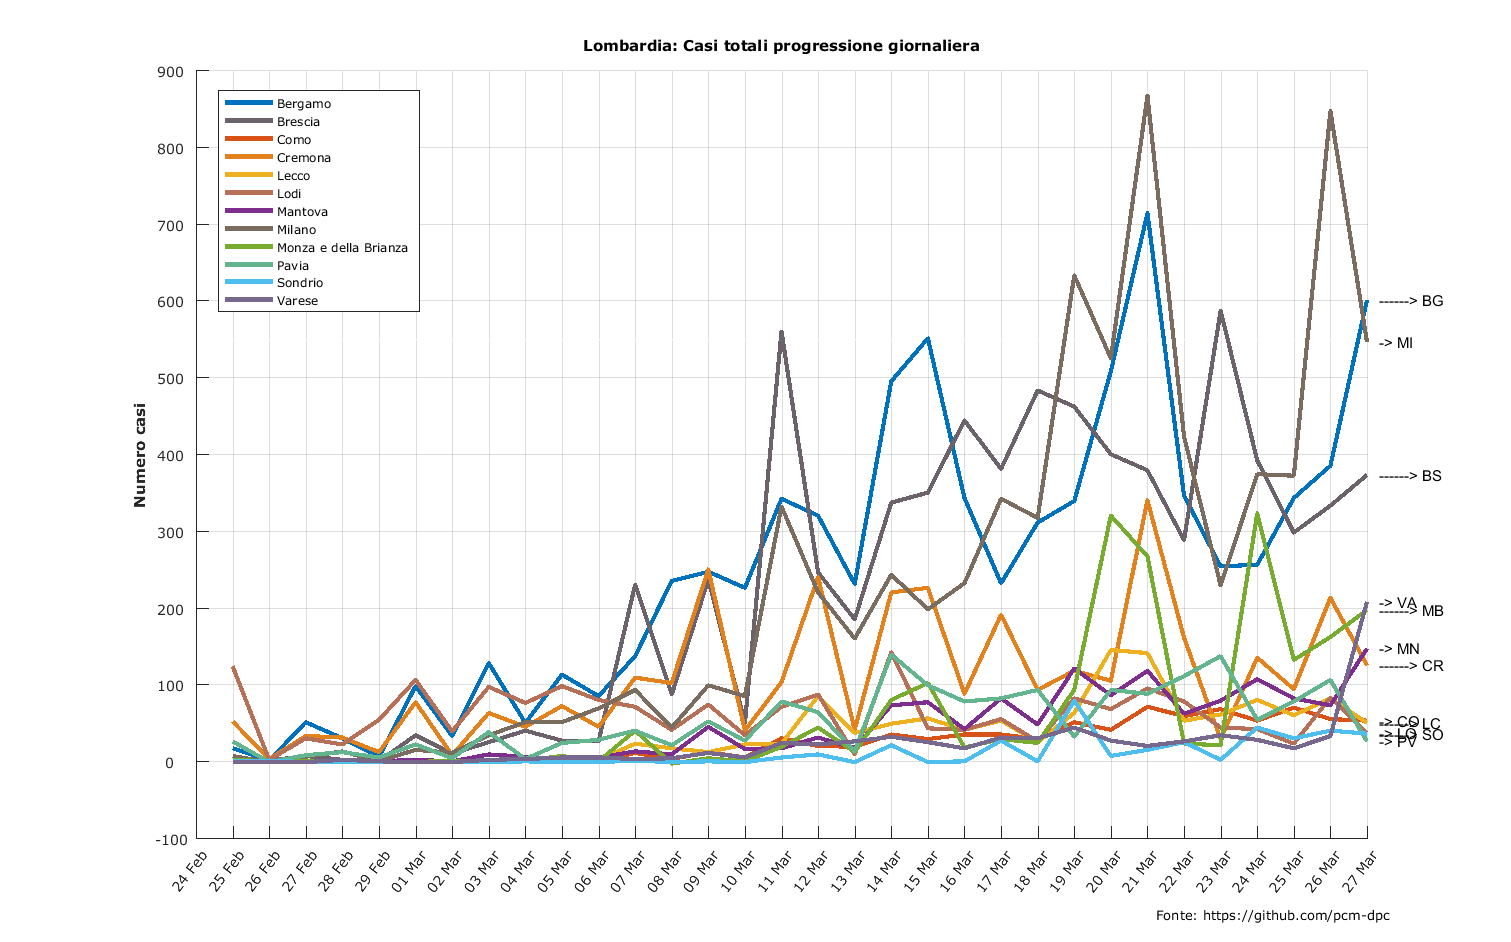 Lombardia: Casi totali progressione giornaliera
Numero casi
900
800
700
600
500
400
300
200
100
0
-100
Bergamo
Brescia
Como
Cremona
Lecco
Lodi
Mantova
Milano
Monza e della Brianza
Pavia
Sondrio
Varese
------> BG
-> MI
------> BS
-> VA
------> MB
-> MN
------> CR
-> CO
------> LC
-> LO
------> SO
-> PV
24 Feb
25 Feb
26 Feb
27 Feb
28 Feb
29 Feb
01 Mar
02 Mar
03 Mar
04 Mar
05 Mar
06 Mar
07 Mar
08 Mar
09 Mar
10 Mar
11 Mar
12 Mar
13 Mar
14 Mar
15 Mar
16 Mar
17 Mar
18 Mar
19 Mar
20 Mar
21 Mar
22 Mar
23 Mar
24 Mar
25 Mar
26 Mar
27 Mar
Fonte: https://github.com/pcm-dpc